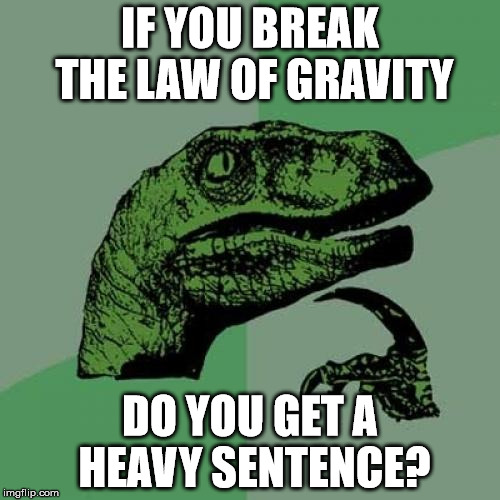 IF YOU BREAK
THE LAW OF GRAVITY
DO YOU GET A
HEAVY SENTENCE?
imgflip.com